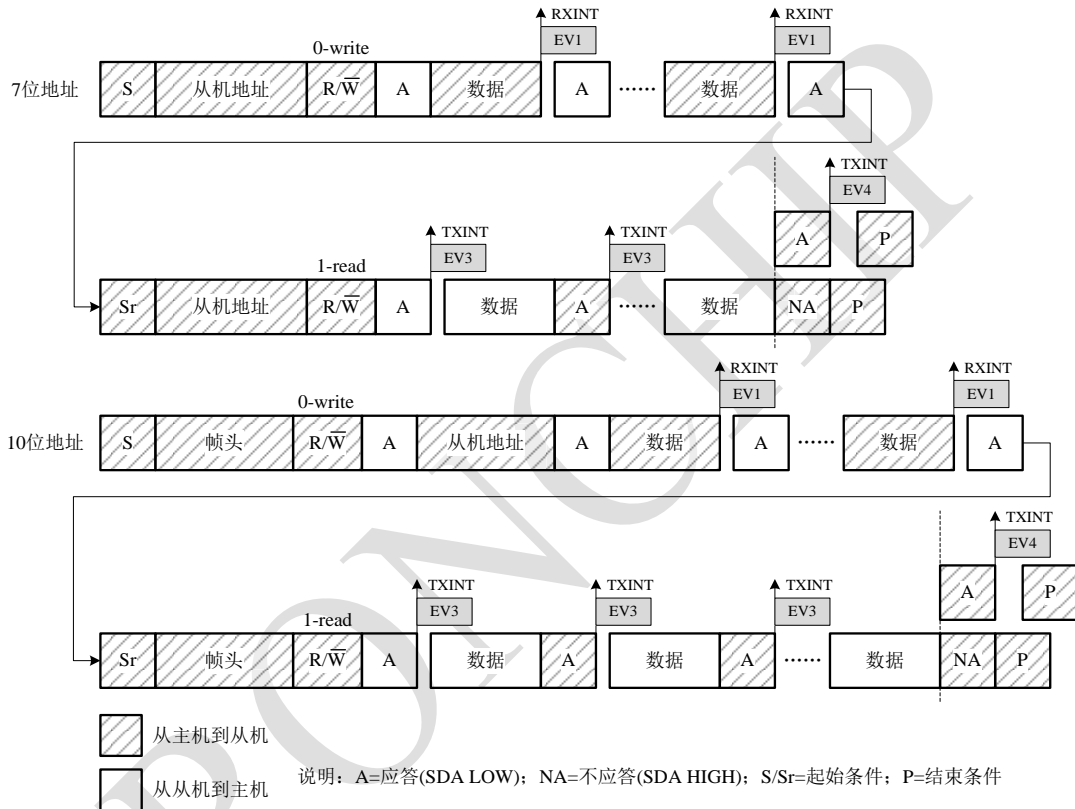 RXINT RXINT
EV1 EV1
0-write
7位地址 S 从机地址 R/W̅ A 数据 A …… 数据 A
TXINT
EV4
TXINT TXINT A P
EV3 EV3
1-read
Sr 从机地址 R/W̅ A 数据 A …… 数据 NA P
RXINT RXINT
EV1 EV1
0-write
10位地址 S 帧头 R/W̅ A 从机地址 A 数据 A …… 数据 A
TXINT
EV4
TXINT TXINT TXINT A P
EV3 EV3 EV3
1-read
Sr 帧头 R/W̅ A 数据 A 数据 A …… 数据 NA P
从主机到从机
从从机到主机
说明：A=应答(SDA LOW)；NA=不应答(SDA HIGH)；S/Sr=起始条件；P=结束条件
PONCHIP